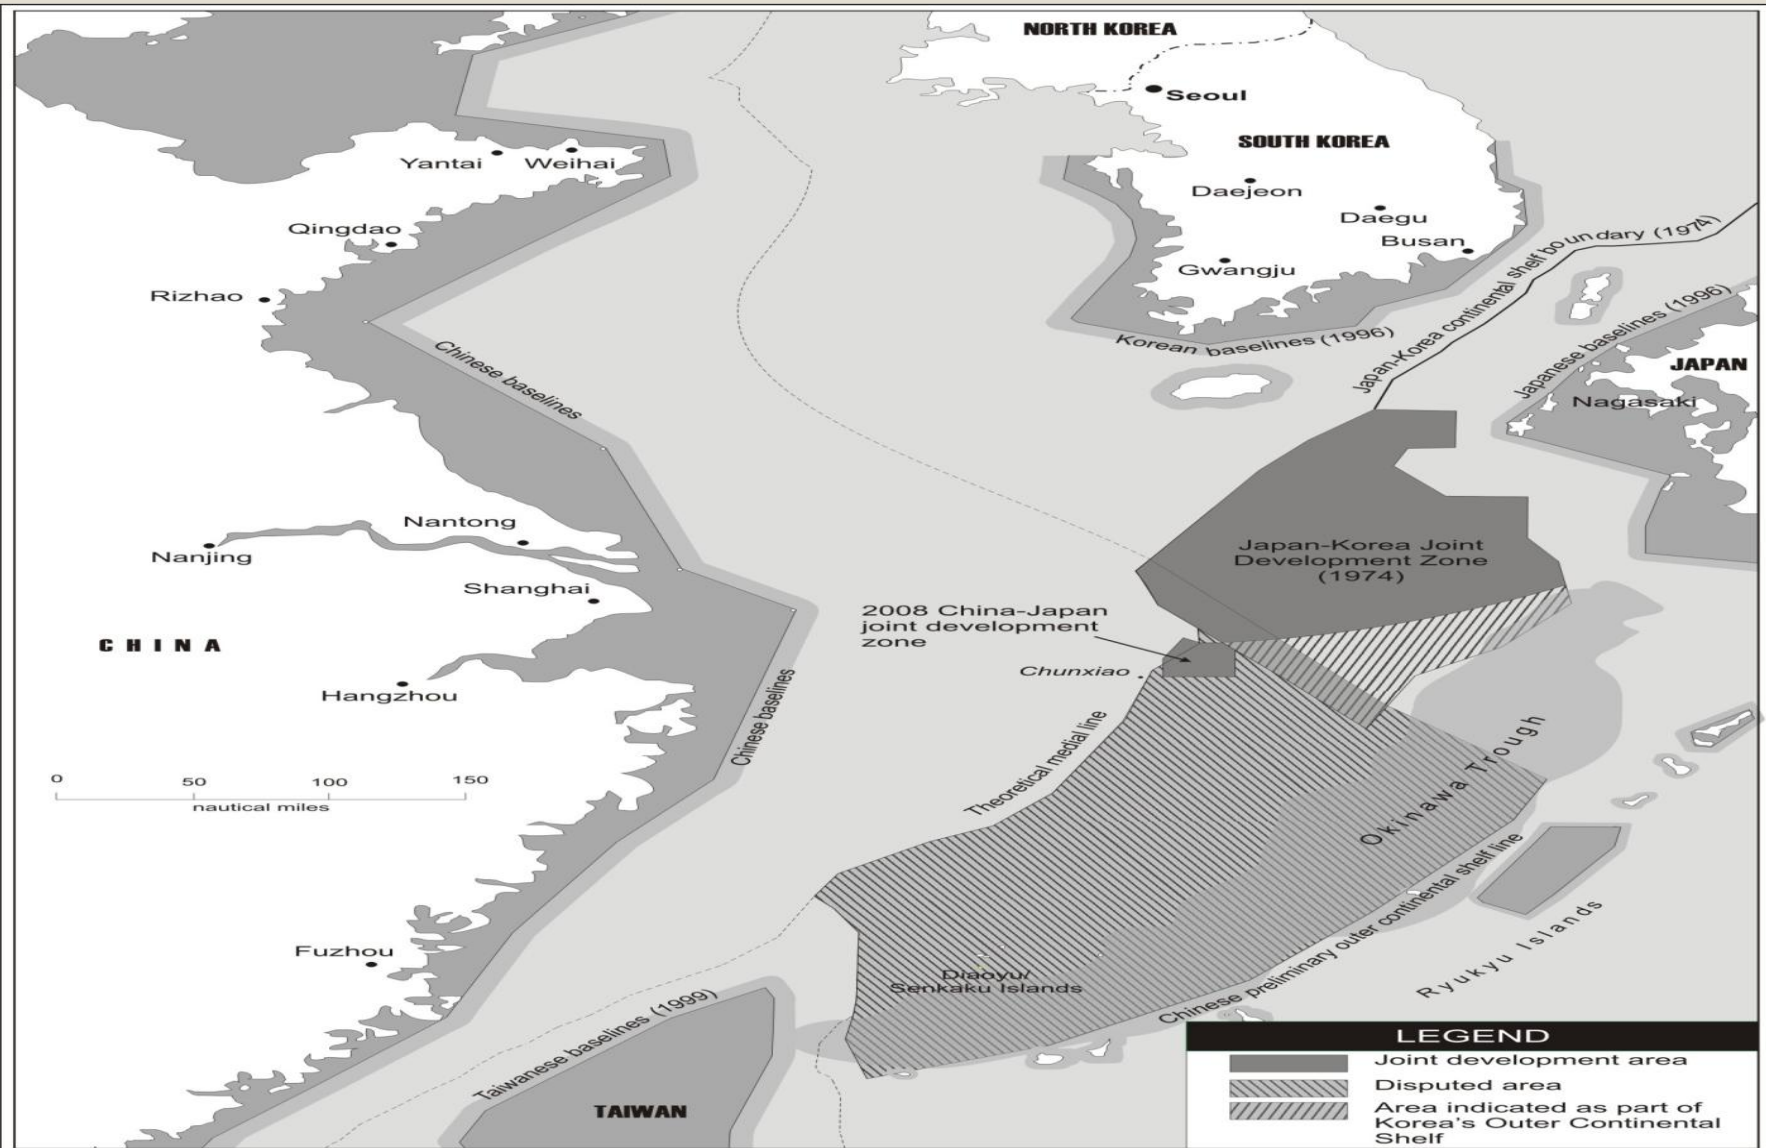 NORTH KOREA
Seoul
SOUTH KOREA
Yantai
Weihai
Daejeon
Daegu
Qingdao
Busan
Gwangju
Rizhao
Japan-Korea continental shelf boundary (1974)
Korean baselines (1996)
Japanese baselines (1996)
Chinese baselines
JAPAN
Nagasaki
Nantong
Nanjing
Shanghai
Japan-Korea Joint
Development Zone
(1974)
2008 China-Japan
joint development
zone
CHINA
Chunxiao
Hangzhou
Chinese baselines
Theoretical medial line
Okinawa Trough
0 50 100 150
nautical miles
Fuzhou
Diaoyu/
Senkaku Islands
Chinese preliminary outer continental shelf line
Ryukyu Islands
Taiwanese baselines (1999)
TAIWAN
LEGEND
Joint development area
Disputed area
Area indicated as part of
Korea's Outer Continental
Shelf